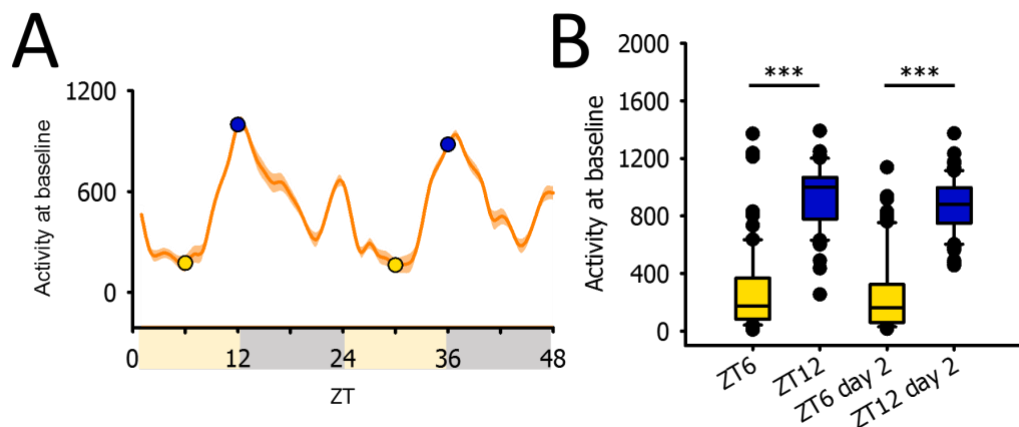 A
Activity at baseline
1200
600
0
0 12 24 36 48
ZT
B
Activity at baseline
2000
1600
1200
800
400
0
*** ***
ZT6 ZT12 ZT6 day 2 ZT12 day 2